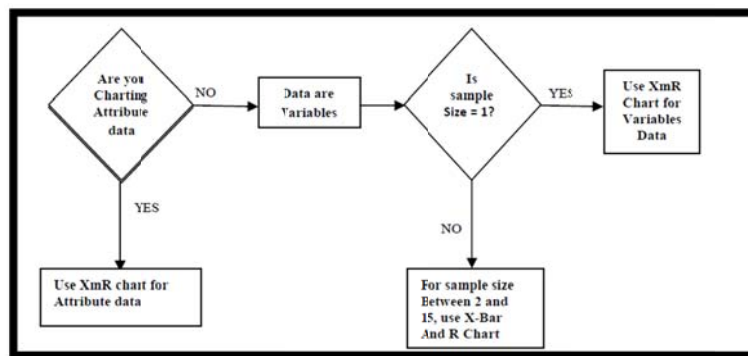 Are you
Charting
Attribute
data
NO
Data are
Variables
Is
sample
Size = 1?
YES
Use XmR
Chart for
Variables
Data
YES
NO
Use XmR chart for
Attribute data
For sample size
Between 2 and
15, use X-Bar
And R Chart